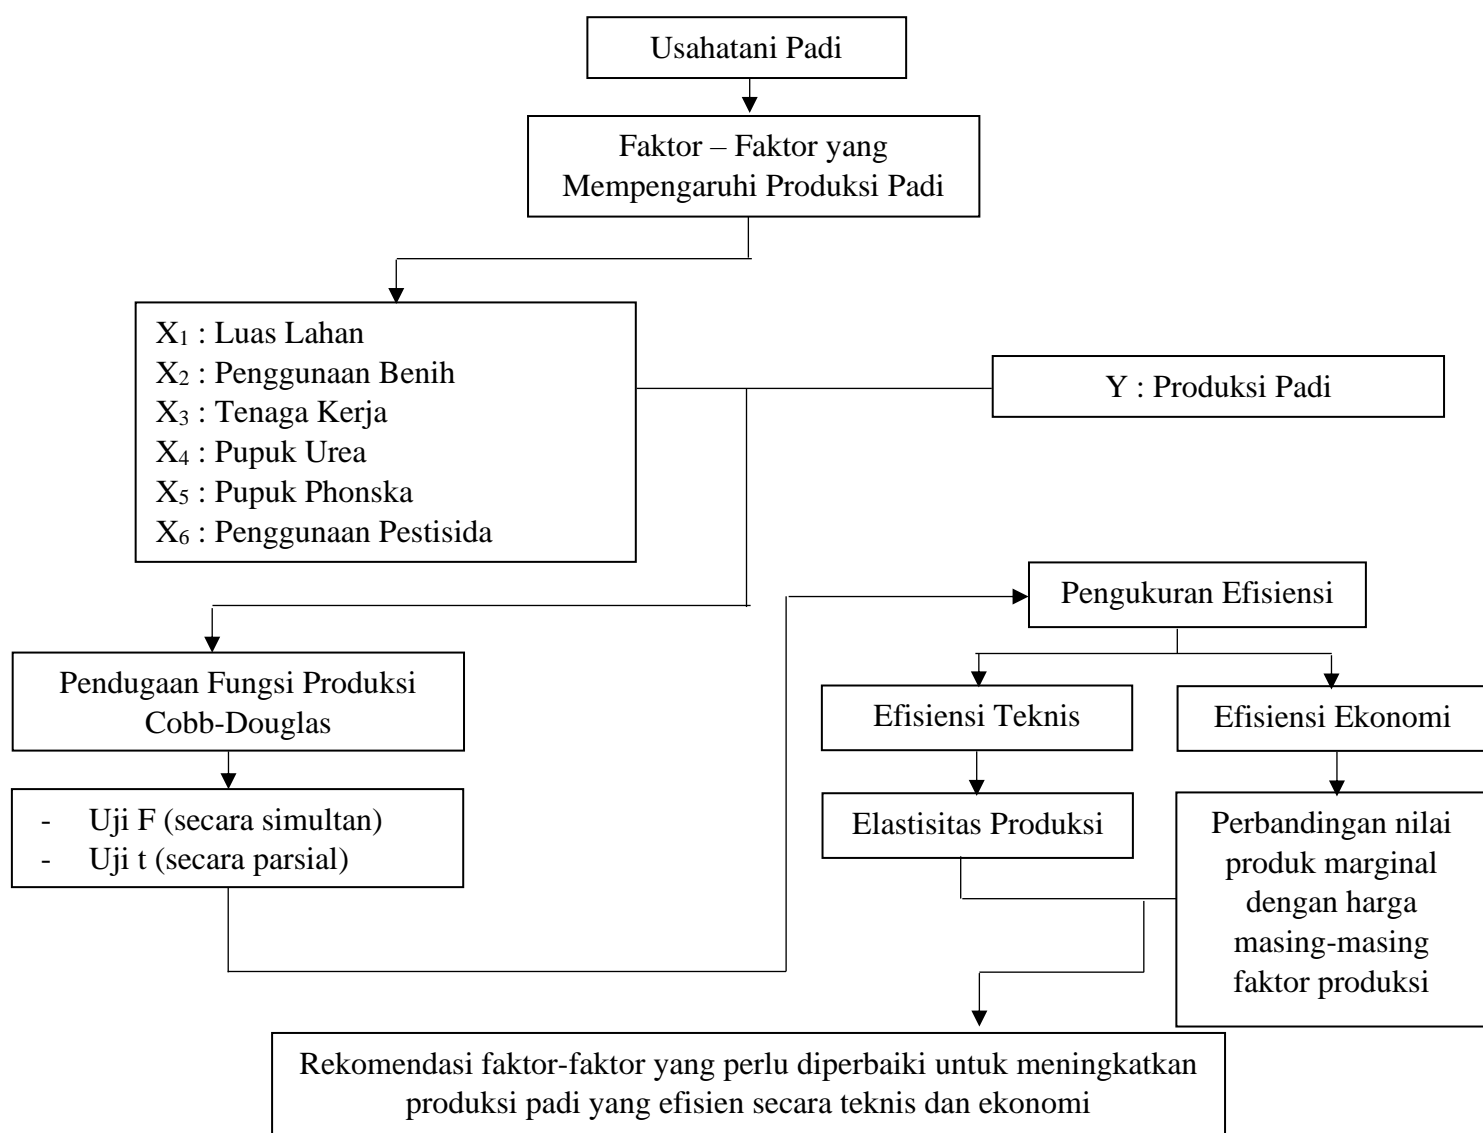 Usahatani Padi
Faktor – Faktor yang
Mempengaruhi Produksi Padi
X₁ : Luas Lahan
X₂ : Penggunaan Benih
X₃ : Tenaga Kerja
X₄ : Pupuk Urea
X₅ : Pupuk Phonska
X₆ : Penggunaan Pestisida
Y : Produksi Padi
Pendugaan Fungsi Produksi
Cobb-Douglas
- Uji F (secara simultan)
- Uji t (secara parsial)
Pengukuran Efisiensi
Efisiensi Teknis
Efisiensi Ekonomi
Elastisitas Produksi
Perbandingan nilai
produk marginal
dengan harga
masing-masing
faktor produksi
Rekomendasi faktor-faktor yang perlu diperbaiki untuk meningkatkan
produksi padi yang efisien secara teknis dan ekonomi